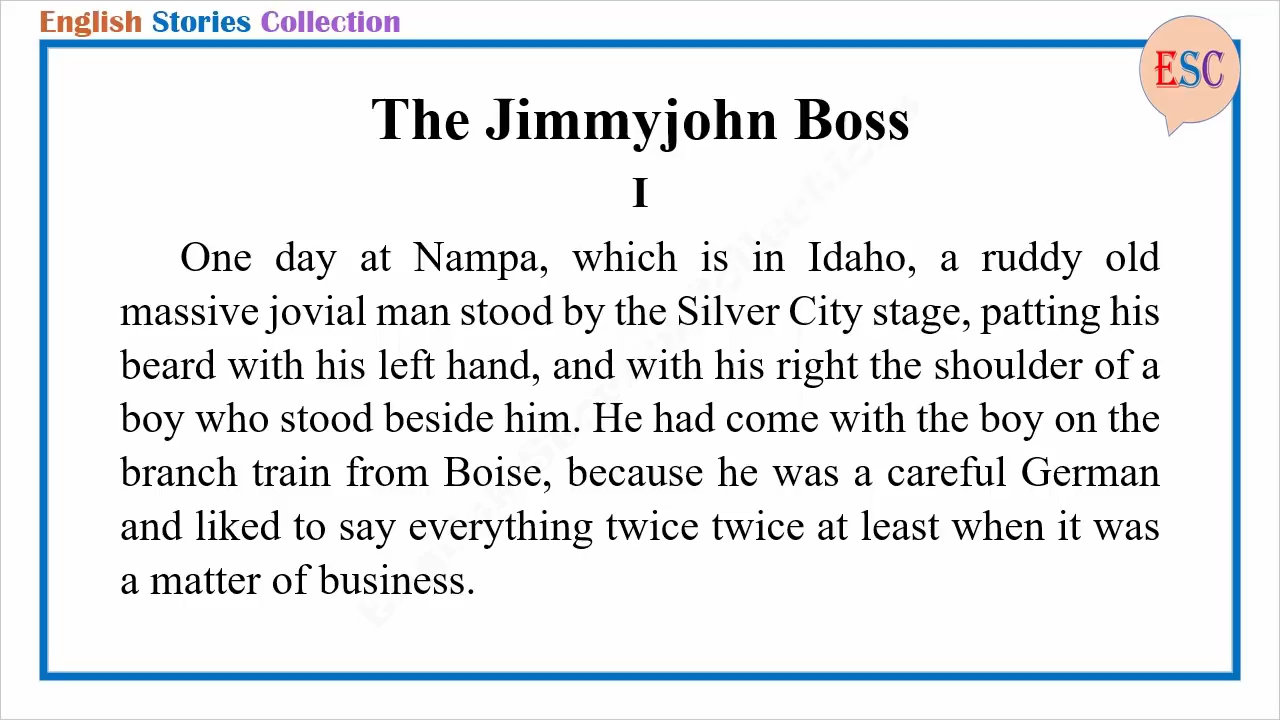 English Stories Collection
ESC
The Jimmyjohn Boss
I
One day at Nampa, which is in Idaho, a ruddy old
massive jovial man stood by the Silver City stage, patting his
beard with his left hand, and with his right the shoulder of a
boy who stood beside him. He had come with the boy on the
branch train from Boise, because he was a careful German
and liked to say everything twice twice at least when it was
a matter of business.